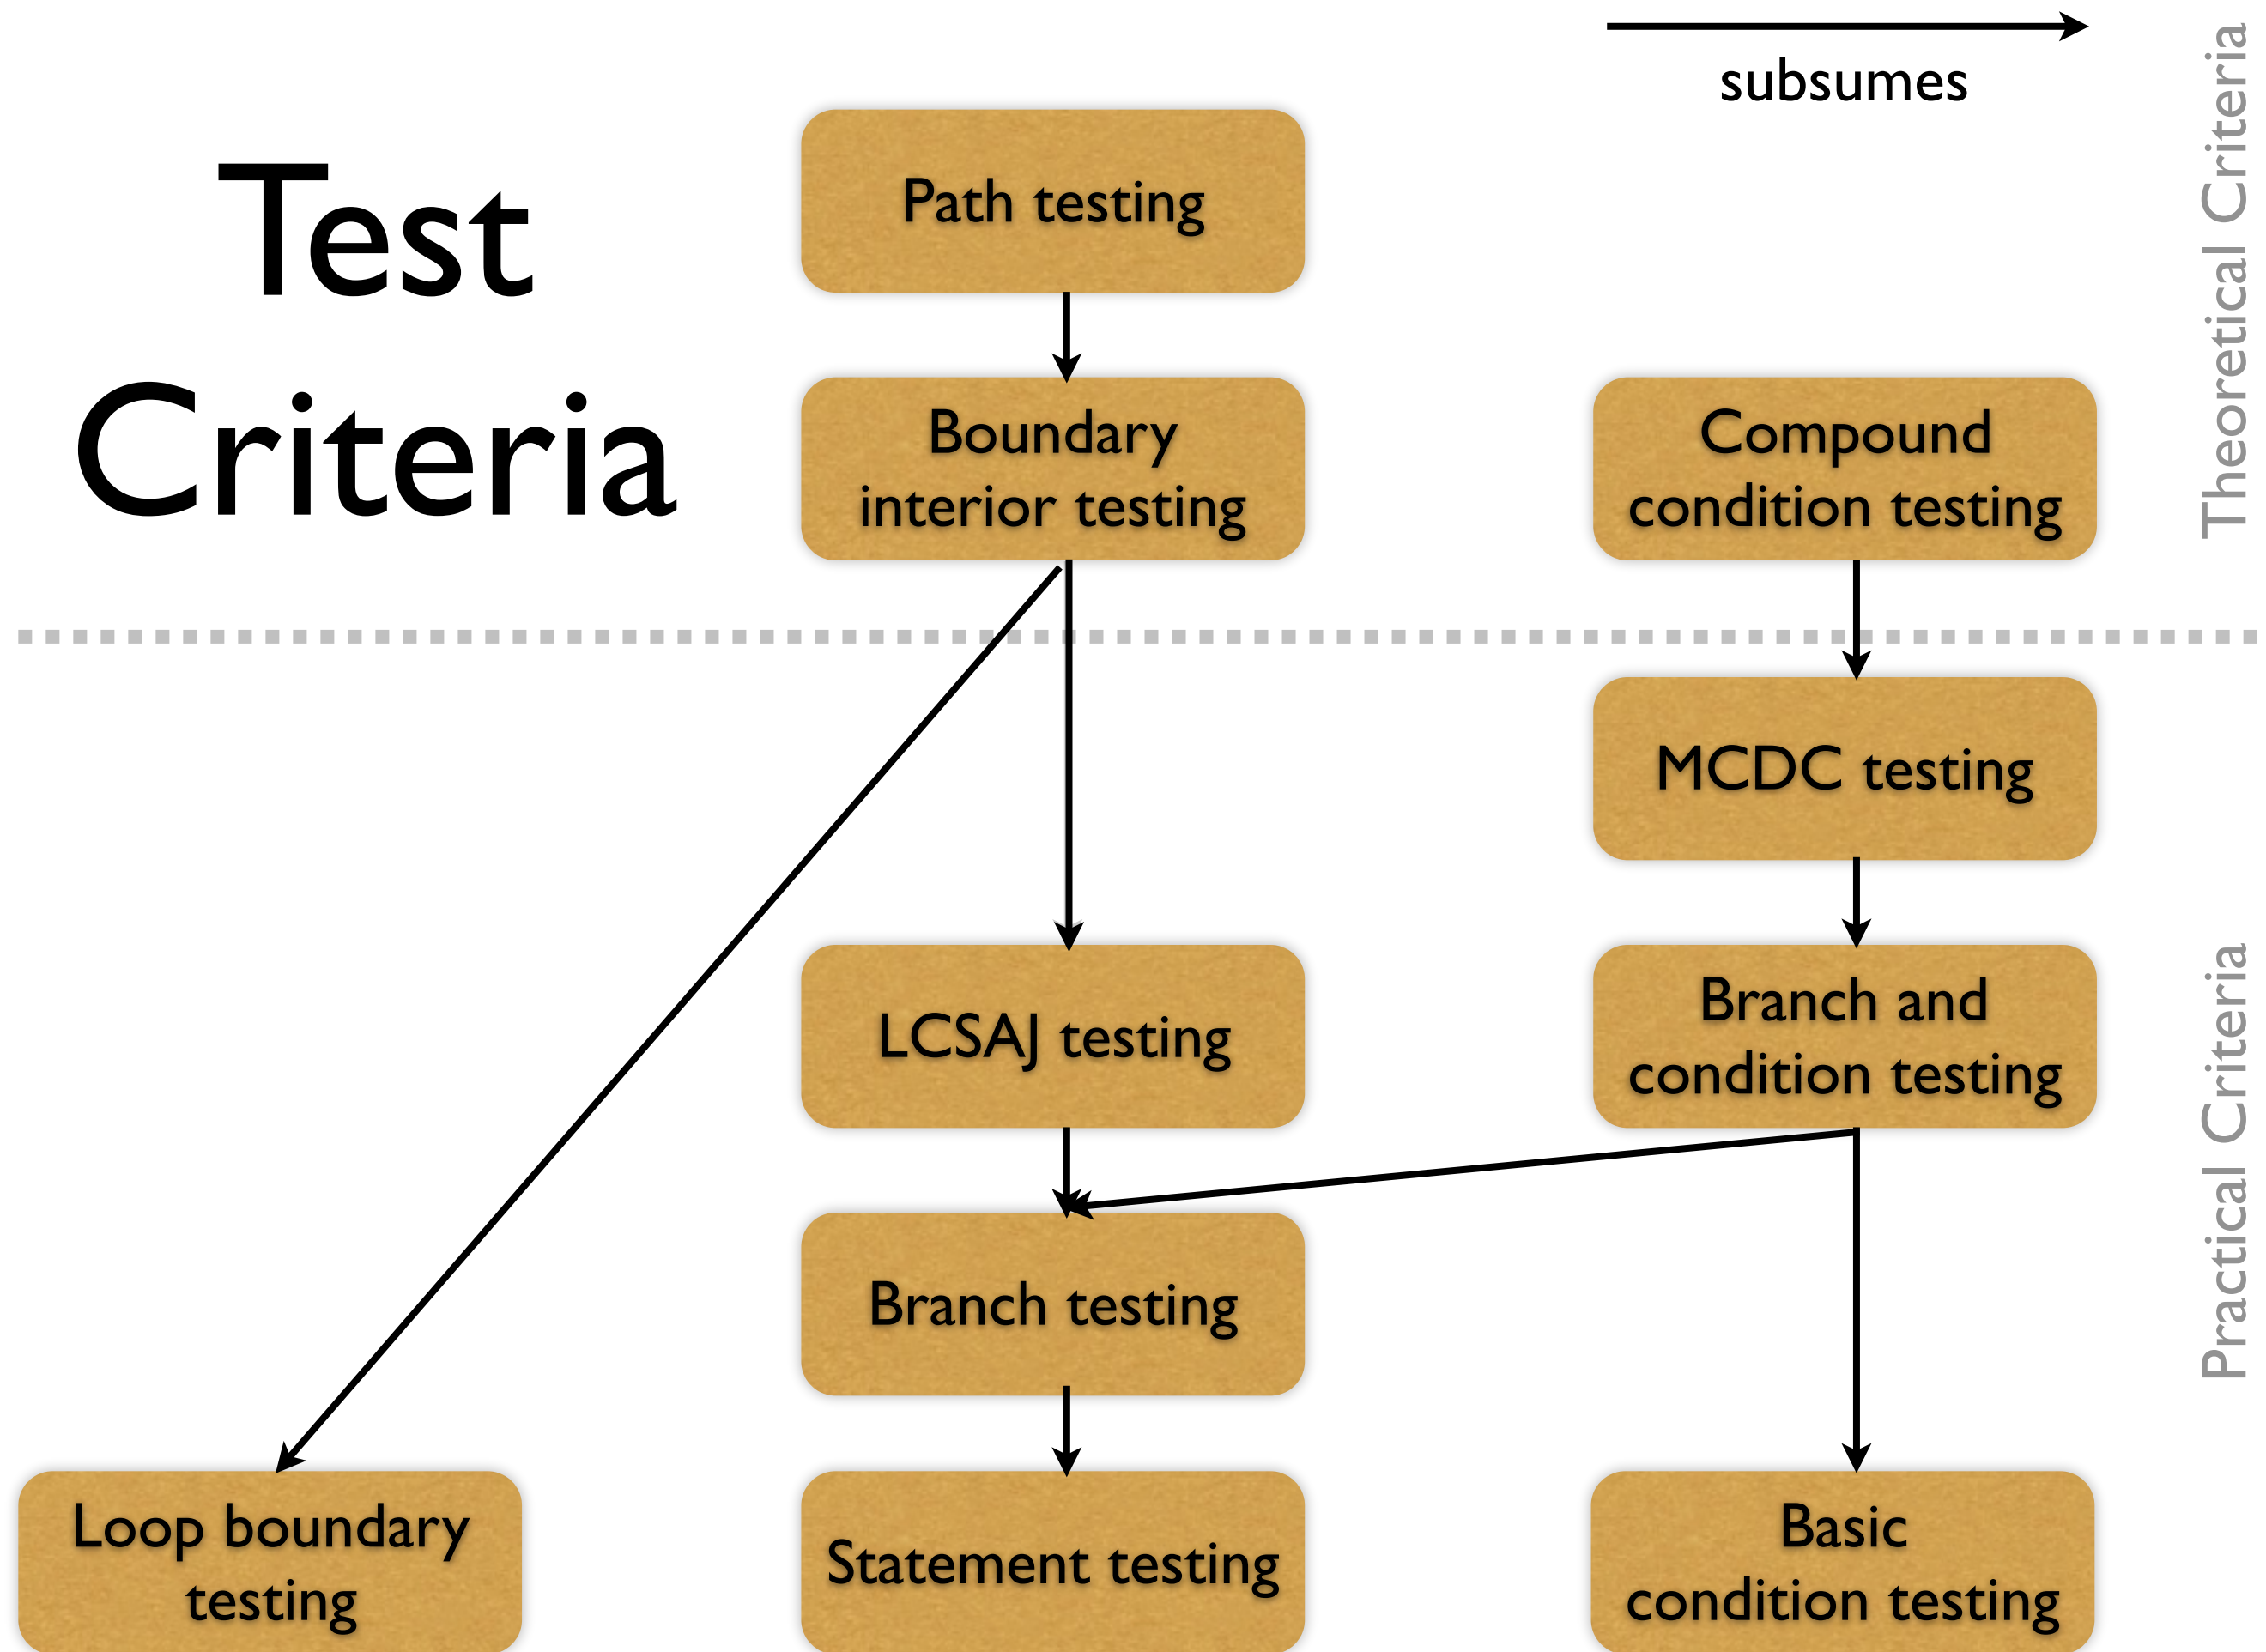 Test
Criteria
subsumes
Theoretical Criteria
Path testing
Boundary
interior testing
Compound
condition testing
MCDC testing
LCSAJ testing
Branch and
condition testing
Practical Criteria
Branch testing
Loop boundary
testing
Statement testing
Basic
condition testing